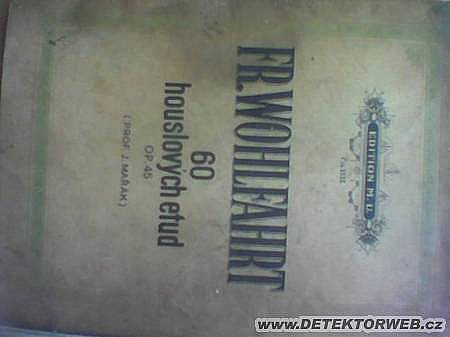 EDITION M.U.
FR. WOHLFAHRT
60
houslových etud
OP. 45
(PROF. J. MAŘÁK)
www.DETEKTORWEB.cz